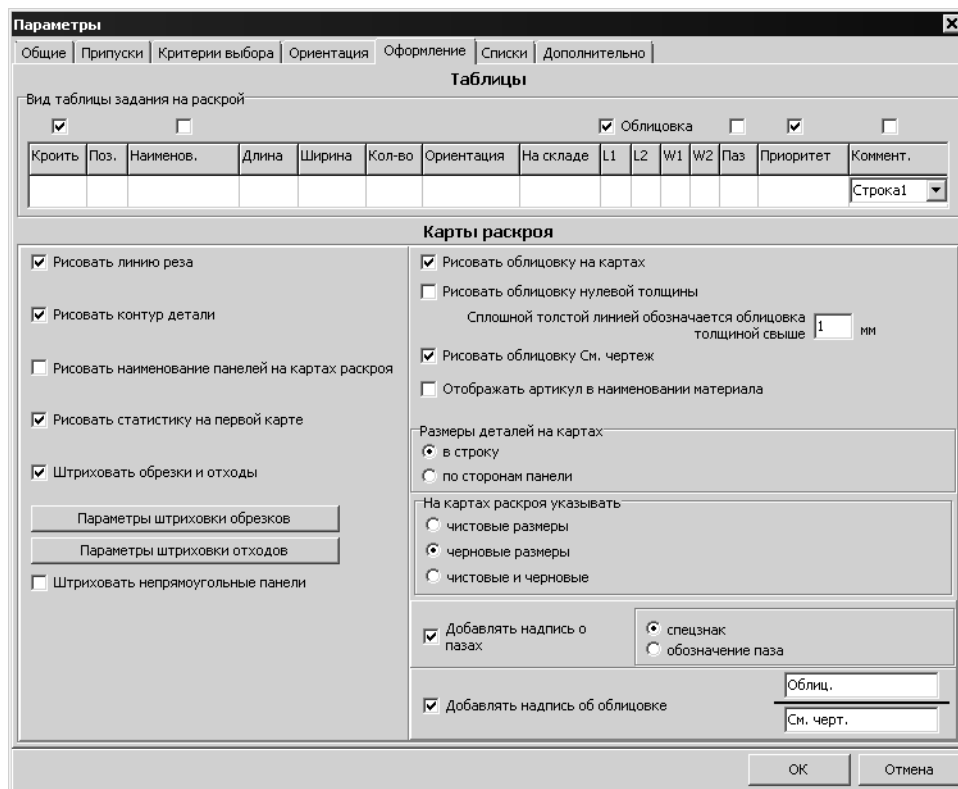 Параметры
Общие Припуски Критерии выбора Ориентация Оформление Списки Дополнительно
Таблицы
Вид таблицы задания на раскрой
Облицовка
Кроить Поз. Наименов. Длина Ширина Кол-во Ориентация На складе L1 L2 W1 W2 Паз Приоритет Коммент.
Строка1
Карты раскроя
Рисовать линию реза
Рисовать контур детали
Рисовать наименование панелей на картах раскроя
Рисовать статистику на первой карте
Штриховать обрезки и отходы
Параметры штриховки обрезков
Параметры штриховки отходов
Штриховать непрямоугольные панели
Рисовать облицовку на картах
Рисовать облицовку нулевой толщины
Сплошной толстой линией обозначается облицовка
толщиной свыше 1 мм
Рисовать облицовку См. чертеж
Отображать артикул в наименовании материала
Размеры деталей на картах
в строку
по сторонам панели
На картах раскроя указывать
чистовые размеры
черновые размеры
чистовые и черновые
Добавлять надпись о
пазах
спецзнак
обозначение паза
Добавлять надпись об облицовке
Облиц.
См. черт.
OK Отмена